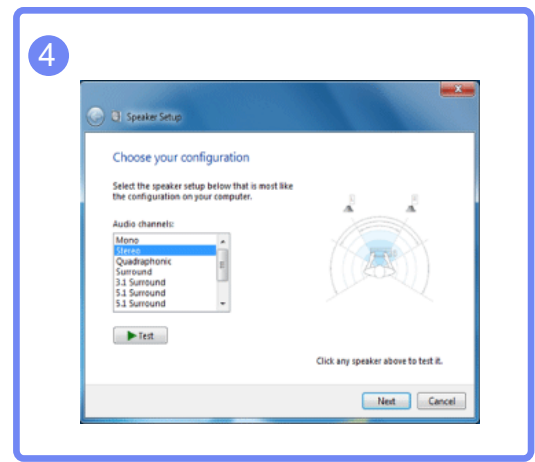 4
Speaker Setup
Choose your configuration
Select the speaker setup below that is most like
the configuration on your computer.
Audio channels:
Mono
Stereo
Quadraphonic
Surround
3.1 Surround
5.1 Surround
5.1 Surround
Test
Click any speaker above to test it.
Next
Cancel